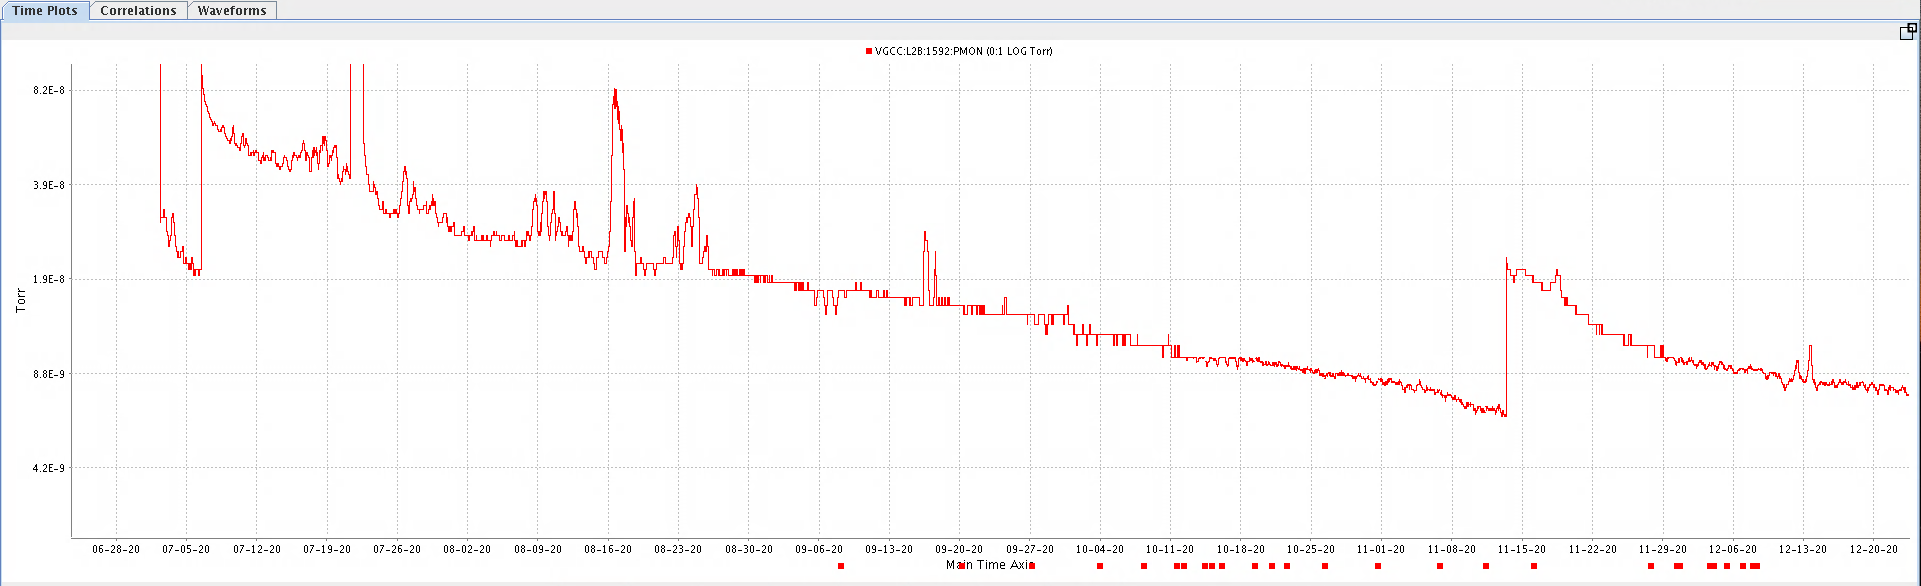 Time Plots Correlations Waveforms
VGCC:L2B:1592:PMON (0:1 LOG Torr)
8.2E-8
3.9E-8
1.9E-8
Torr
8.8E-9
4.2E-9
06-28-20 07-05-20 07-12-20 07-19-20 07-26-20 08-02-20 08-09-20 08-16-20 08-23-20 08-30-20 09-06-20 09-13-20 09-20-20 09-27-20 10-04-20 10-11-20 10-18-20 10-25-20 11-01-20 11-08-20 11-15-20 11-22-20 11-29-20 12-06-20 12-13-20 12-20-20
Main Time Axis